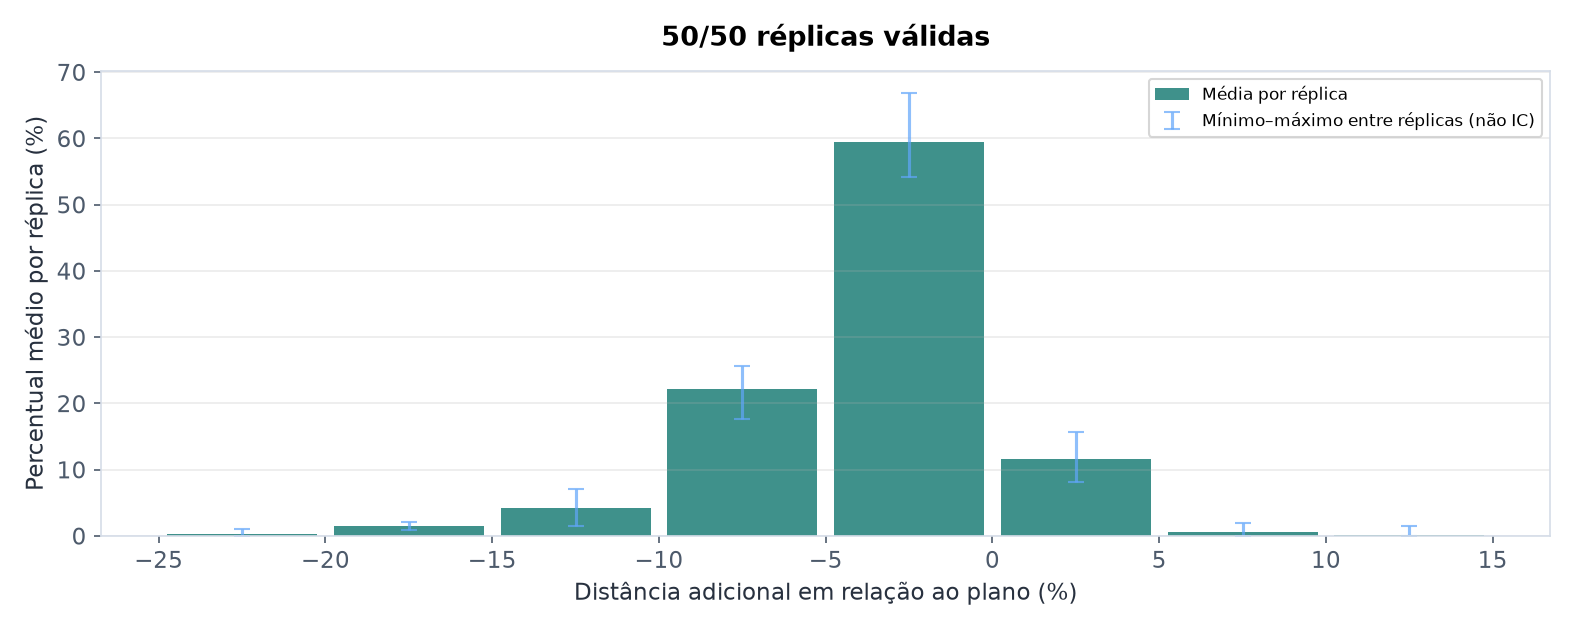 50/50 réplicas válidas
Percentual médio por réplica (%)
70
60
50
40
30
20
10
0
Média por réplica
Mínimo–máximo entre réplicas (não IC)
−25 −20 −15 −10 −5 0 5 10 15
Distância adicional em relação ao plano (%)